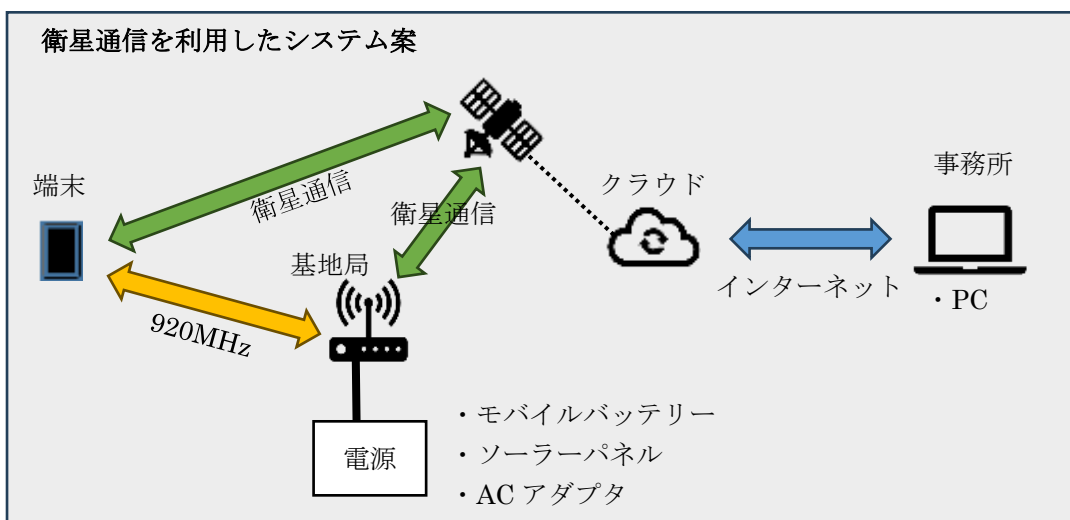 衛星通信を利用したシステム案
端末
衛星通信
衛星通信
クラウド
事務所
基地局
インターネット
・PC
920MHz
電源
・モバイルバッテリー
・ソーラーパネル
・AC アダプタ